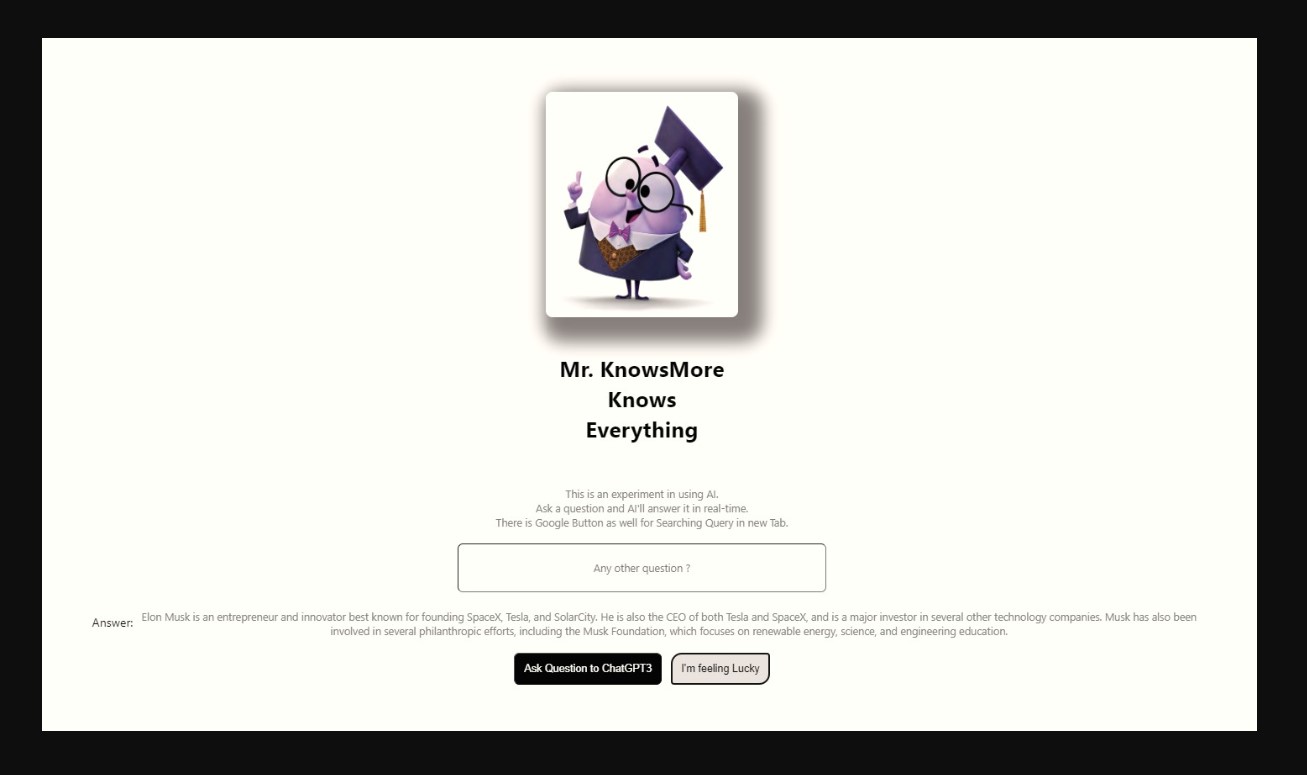 Mr. KnowsMore
Knows
Everything
This is an experiment in using AI.
Ask a question and AI'll answer it in real-time.
There is Google Button as well for Searching Query in new Tab.
Any other question ?
Answer: Elon Musk is an entrepreneur and innovator best known for founding SpaceX, Tesla, and SolarCity. He is also the CEO of both Tesla and SpaceX, and is a major investor in several other technology companies. Musk has also been
involved in several philanthropic efforts, including the Musk Foundation, which focuses on renewable energy, science, and engineering education.
Ask Question to ChatGPT3 I'm feeling Lucky